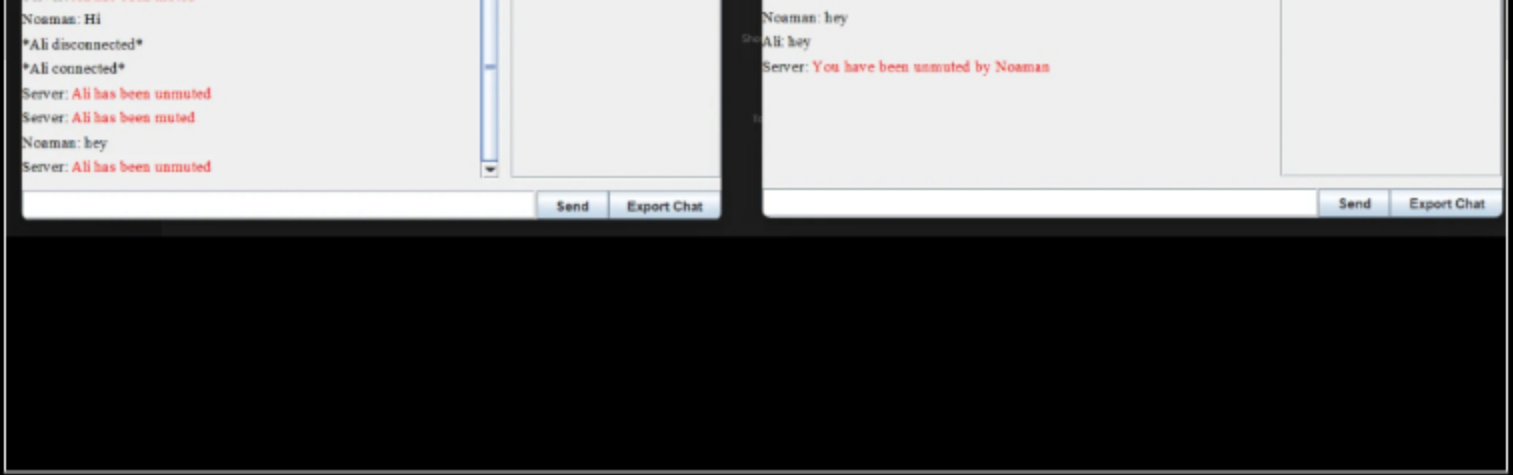 Noaman: Hi
*Ali disconnected*
*Ali connected*
Server: Ali has been unmuted
Server: Ali has been muted
Noaman: hey
Server: Ali has been unmuted
Send
Export Chat
Noaman: hey
Ali: hey
Server: You have been unmuted by Noaman
Send
Export Chat